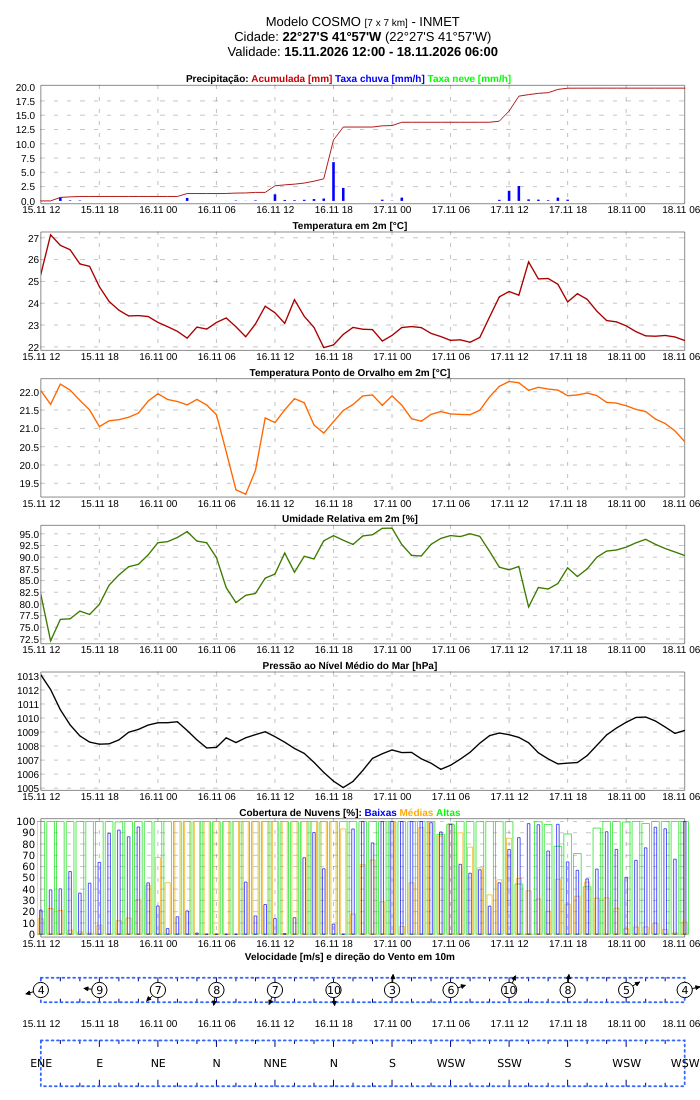 Modelo COSMO [7 x 7 km] - INMET
Cidade: 22°27'S 41°57'W (22°27'S 41°57'W)
Validade: 15.11.2026 12:00 - 18.11.2026 06:00
Precipitação: Acumulada [mm] Taxa chuva [mm/h] Taxa neve [mm/h]
20.0
17.5
15.0
12.5
10.0
7.5
5.0
2.5
0.0
15.11 12 15.11 18 16.11 00 16.11 06 16.11 12 16.11 18 17.11 00 17.11 06 17.11 12 17.11 18 18.11 00 18.11 06
Temperatura em 2m [°C]
27
26
25
24
23
22
15.11 12 15.11 18 16.11 00 16.11 06 16.11 12 16.11 18 17.11 00 17.11 06 17.11 12 17.11 18 18.11 00 18.11 06
Temperatura Ponto de Orvalho em 2m [°C]
22.0
21.5
21.0
20.5
20.0
19.5
15.11 12 15.11 18 16.11 00 16.11 06 16.11 12 16.11 18 17.11 00 17.11 06 17.11 12 17.11 18 18.11 00 18.11 06
Umidade Relativa em 2m [%]
95.0
92.5
90.0
87.5
85.0
82.5
80.0
77.5
75.0
72.5
15.11 12 15.11 18 16.11 00 16.11 06 16.11 12 16.11 18 17.11 00 17.11 06 17.11 12 17.11 18 18.11 00 18.11 06
Pressão ao Nível Médio do Mar [hPa]
1013
1012
1011
1010
1009
1008
1007
1006
1005
15.11 12 15.11 18 16.11 00 16.11 06 16.11 12 16.11 18 17.11 00 17.11 06 17.11 12 17.11 18 18.11 00 18.11 06
Cobertura de Nuvens [%]: Baixas Médias Altas
100
90
80
70
60
50
40
30
20
10
0
15.11 12 15.11 18 16.11 00 16.11 06 16.11 12 16.11 18 17.11 00 17.11 06 17.11 12 17.11 18 18.11 00 18.11 06
Velocidade [m/s] e direção do Vento em 10m
4 9 7 8 7 10 3 6 10 8 5 4
15.11 12 15.11 18 16.11 00 16.11 06 16.11 12 16.11 18 17.11 00 17.11 06 17.11 12 17.11 18 18.11 00 18.11 06
ENE E NE N NNE N S WSW SSW S WSW WSW